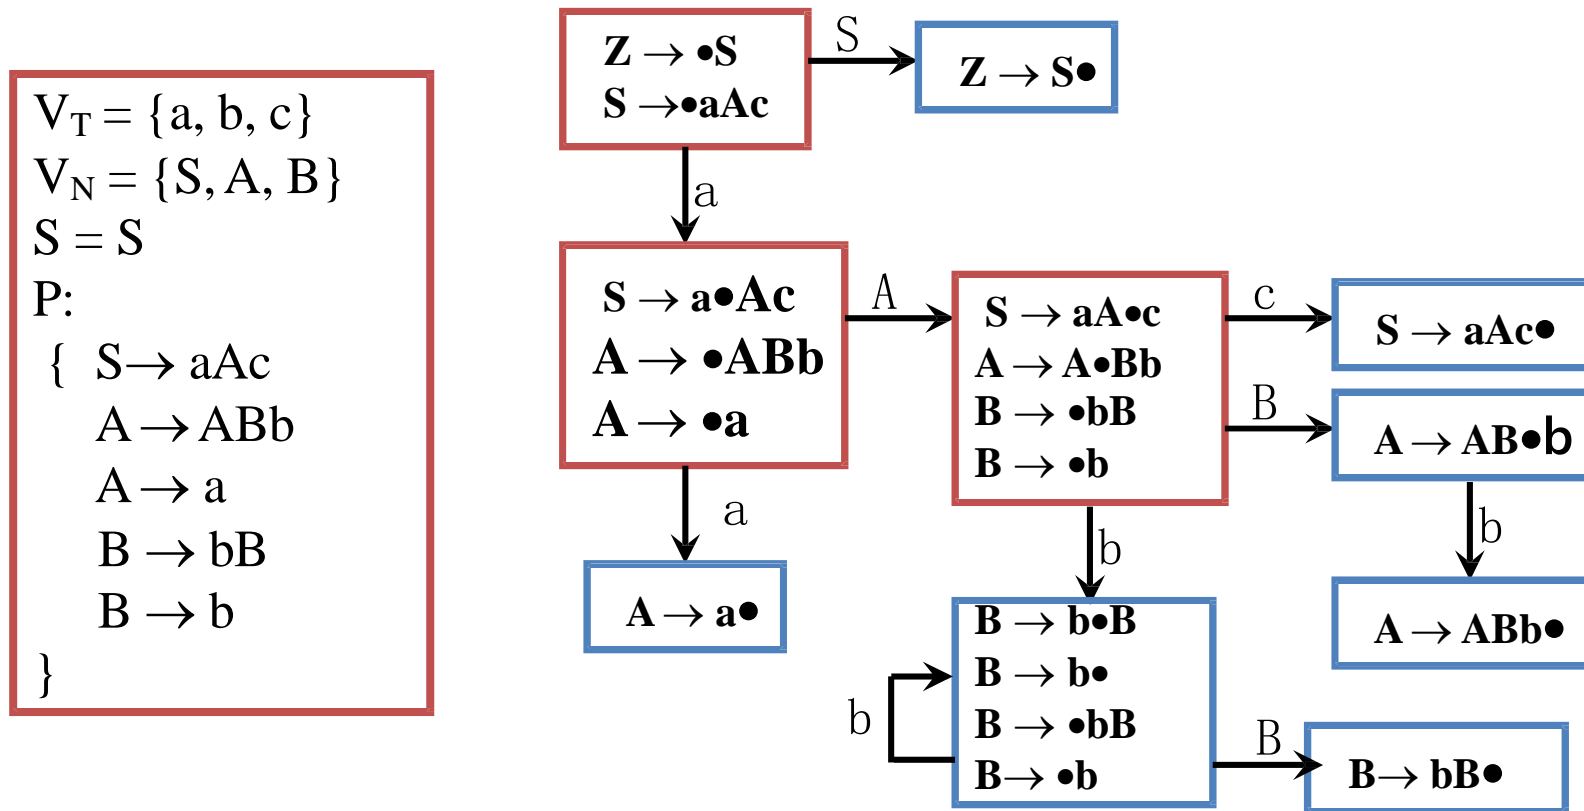 V_T = {a, b, c}
V_N = {S, A, B}
S = S
P:
{ S→ aAc
A → ABb
A → a
B → bB
B → b
}
Z → •S
S →•aAc
S
Z → S•
a
S → a•Ac
A → •ABb
A → •a
A
S → aA•c
A → A•Bb
B → •bB
B → •b
c
S → aAc•
B
A → AB•b
a
A → a•
b
b
A → ABb•
B → b•B
B → b•
B → •bB
B→ •b
b
B
B→ bB•